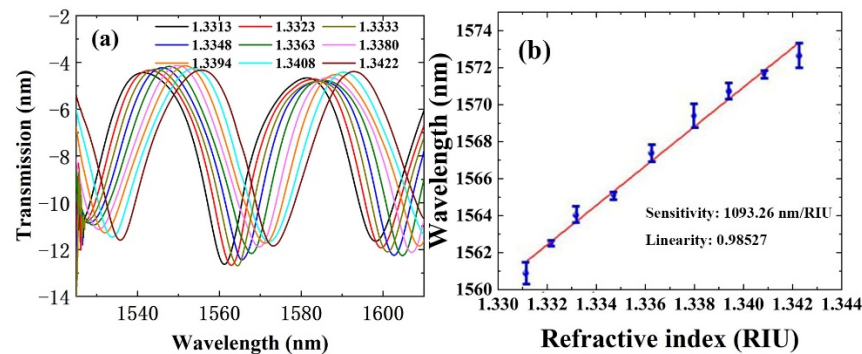 (a)
1.3313 1.3323 1.3333
1.3348 1.3363 1.3380
1.3394 1.3408 1.3422
−2
−4
−6
−8
−10
−12
−14
Transmission (nm)
1540 1560 1580 1600
Wavelength (nm)
(b)
1574
1572
1570
1568
1566
1564
1562
1560
Wavelength (nm)
Sensitivity: 1093.26 nm/RIU
Linearity: 0.98527
1.330 1.332 1.334 1.336 1.338 1.340 1.342 1.344
Refractive index (RIU)